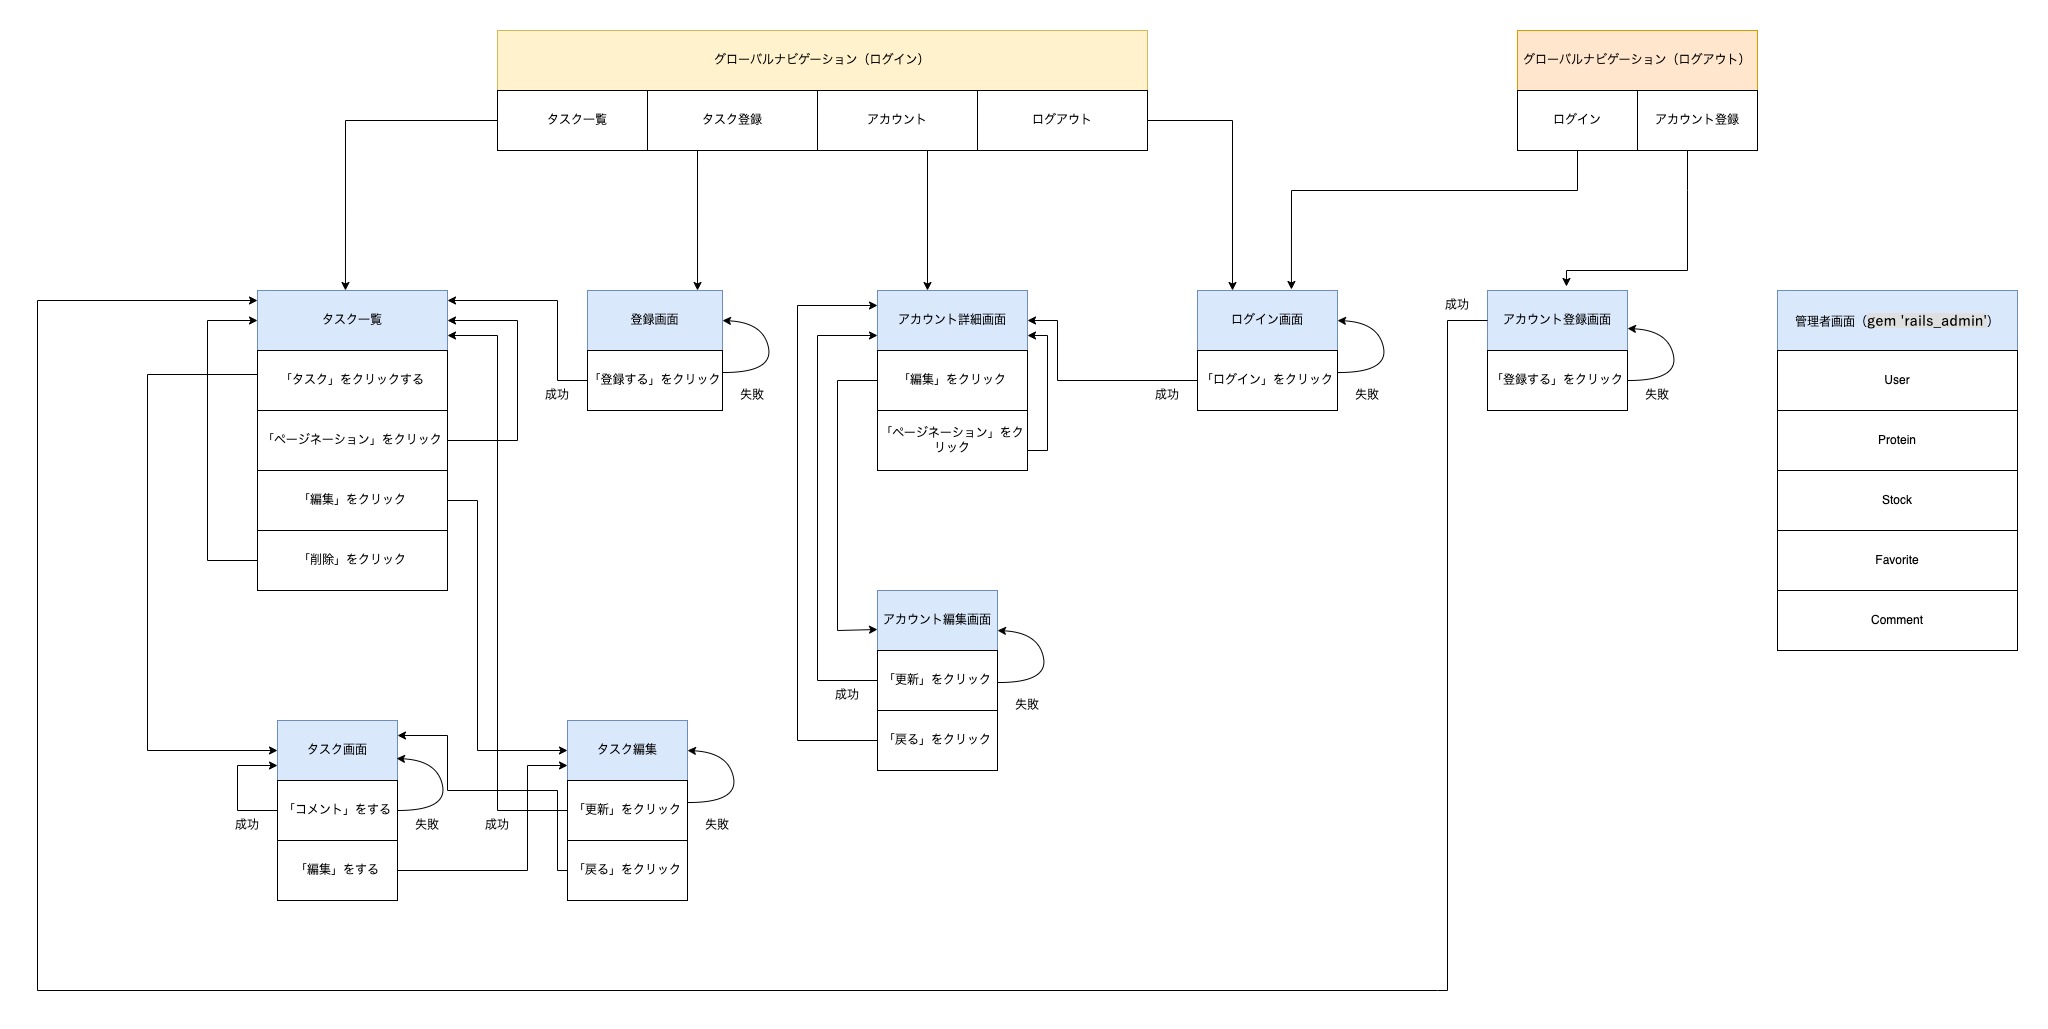 グローバルナビゲーション（ログイン）
グローバルナビゲーション（ログアウト）
タスク一覧
タスク登録
アカウント
ログアウト
ログイン
アカウント登録
タスク一覧
「タスク」をクリックする
「ページネーション」をクリック
「編集」をクリック
「削除」をクリック
登録画面
「登録する」をクリック
成功
失敗
アカウント詳細画面
「編集」をクリック
「ページネーション」をク
リック
ログイン画面
「ログイン」をクリック
成功
失敗
成功
アカウント登録画面
「登録する」をクリック
失敗
管理者画面（gem 'rails_admin'）
User
Protein
Stock
Favorite
Comment
アカウント編集画面
「更新」をクリック
成功
失敗
「戻る」をクリック
タスク画面
「コメント」をする
成功
失敗
「編集」をする
タスク編集
「更新」をクリック
成功
失敗
「戻る」をクリック